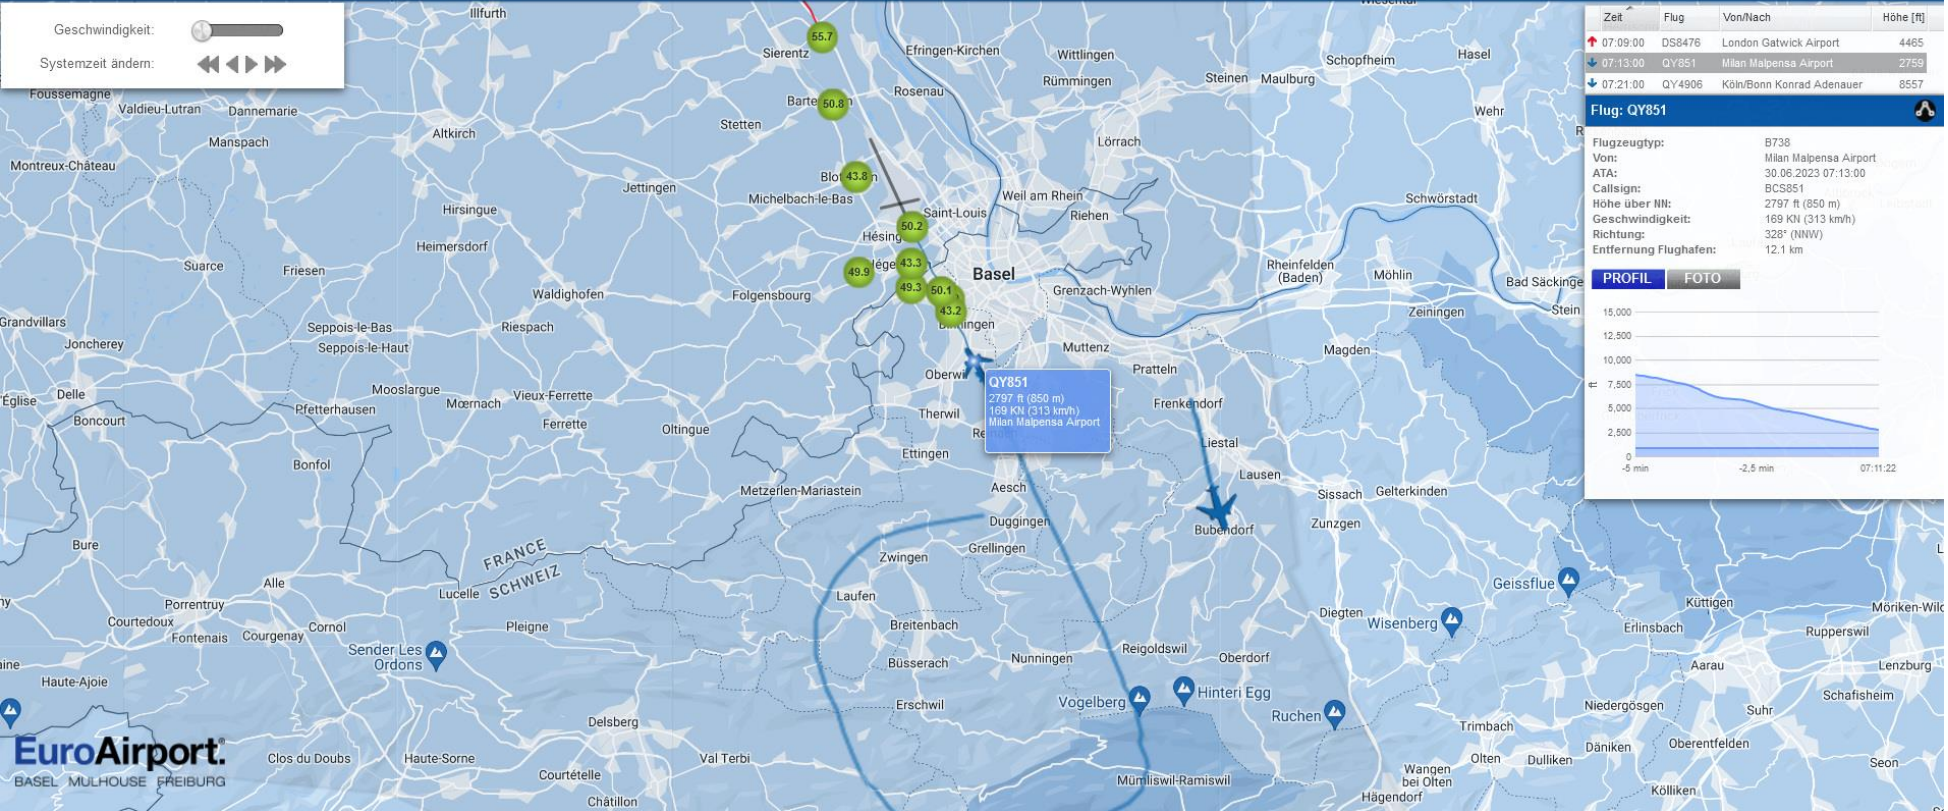 Geschwindigkeit:
Systemzeit ändern:
Illfurth
Wiesental
55.7
Sierentz
Efringen-Kirchen
Wittlingen
Rümmingen
Schopfheim
Hasel
Steinen
Maulburg
Foussemagne
Valdieu-Lutran
Dannemarie
50.8
Rosenau
Stetten
Wehr
Altkirch
Manspach
Lörrach
Montreux-Château
43.8
Jettingen
Michelbach-le-Bas
Weil am Rhein
Schwörstadt
Hirsingue
Saint-Louis
Riehen
50.2
Hésing
Heimersdorf
Suarce
Friesen
49.9
43.3
Basel
Rheinfelden
(Baden)
Möhlin
Bad Säckinge
Waldighofen
Folgensbourg
49.3
50.1
Grenzach-Wyhlen
43.2
Zeiningen
Stein
Grandvillars
Seppois-le-Bas
Riespach
Joncherey
Seppois-le-Haut
Muttenz
Magden
Pratteln
Oberwi
Église
Delle
Mooslargue
Mœrnach
Vieux-Ferrette
Pfetterhausen
Boncourt
Ferrette
Oltingue
Therwil
Frenkendorf
QY851
2797 ft (850 m)
169 KN (313 km/h)
Milan Malpensa Airport
Liestal
Ettingen
Bonfol
Lausen
Metzerlen-Mariastein
Aesch
Sissach
Gelterkinden
Duggingen
Zunzgen
Bubendorf
Bure
FRANCE
SCHWEIZ
Zwingen
Grellingen
Alle
Lucelle
Laufen
Geissflue
Porrentruy
Courtedoux
Fontenais
Courgenay
Cornol
Pleigne
Breitenbach
Diegten
Wisenberg
Küttigen
Möriken-Wild
Erlinsbach
Rupperswil
Sender Les
Ordons
Büsserach
Nunningen
Reigoldswil
Oberdorf
Aarau
Lenzburg
Haute-Ajoie
Erschwil
Vogelberg
Hinteri Egg
Ruchen
Niedergösgen
Suhr
Schafisheim
Delsberg
Trimbach
EuroAirport.
BASEL MULHOUSE FREIBURG
Clos du Doubs
Haute-Sorne
Val Terbi
Courtételle
Mümliswil-Ramiswil
Däniken
Oberentfelden
Olten
Dulliken
Seon
Wangen
bei Olten
Hägendorf
Kölliken
Châtillon
Zeit Flug Von/Nach Höhe [ft]
07:09:00 DS8476 London Gatwick Airport 4465
07:13:00 QY851 Milan Malpensa Airport 2759
07:21:00 QY4906 Köln/Bonn Konrad Adenauer 8557
Flug: QY851
Flugzeugtyp: B738
Von: Milan Malpensa Airport
ATA: 30.06.2023 07:13:00
Callsign: BCS851
Höhe über NN: 2797 ft (850 m)
Geschwindigkeit: 169 KN (313 km/h)
Richtung: 328° (NNW)
Entfernung Flughafen: 12.1 km
PROFIL FOTO
15,000
12,500
10,000
7,500
5,000
2,500
0
ft
-5 min -2,5 min 07:11:22